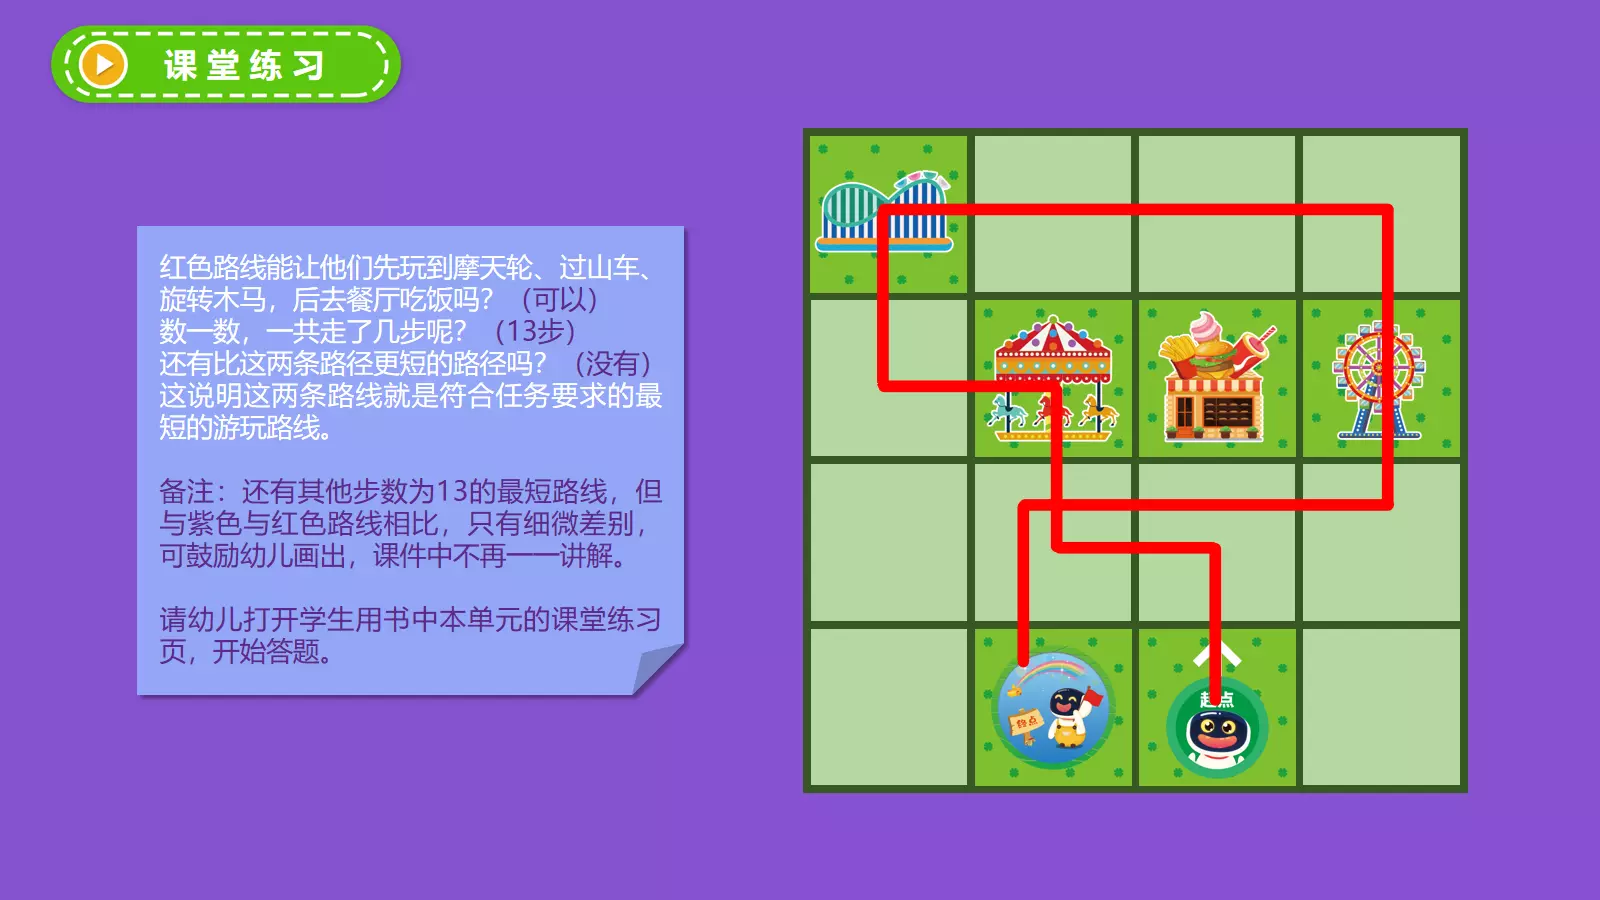 课堂练习
红色路线能让他们先玩到摩天轮、过山车、
旋转木马，后去餐厅吃饭吗？（可以）
数一数，一共走了几步呢？（13步）
还有比这两条路径更短的路径吗？（没有）
这说明这两条路线就是符合任务要求的最
短的游玩路线。
备注：还有其他步数为13的最短路线，但
与紫色与红色路线相比，只有细微差别，
可鼓励幼儿画出，课件中不再一一讲解。
请幼儿打开学生用书中本单元的课堂练习
页，开始答题。
终点
起点